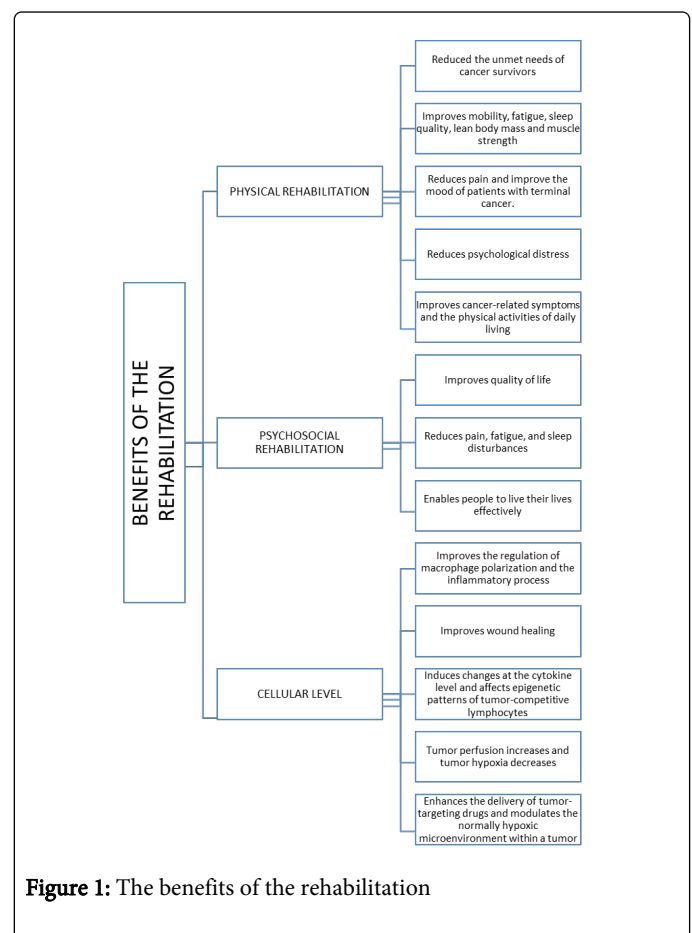 BENEFITS OF THE
REHABILITATION
PHYSICAL REHABILITATION
Reduced the unmet needs of
cancer survivors
Improves mobility, fatigue, sleep
quality, lean body mass and muscle
strength
Reduces pain and improve the
mood of patients with terminal
cancer.
Reduces psychological distress
Improves cancer-related symptoms
and the physical activities of daily
living
PSYCHOSOCIAL
REHABILITATION
Improves quality of life
Reduces pain, fatigue, and sleep
disturbances
Enables people to live their lives
effectively
CELLULAR LEVEL
Improves the regulation of
macrophage polarization and the
inflammatory process
Improves wound healing
Induces changes at the cytokine
level and affects epigenetic
patterns of tumor-competitive
lymphocytes
Tumor perfusion increases and
tumor hypoxia decreases
Enhances the delivery of tumor-
targeting drugs and modulates the
normally hypoxic
microenvironment within a tumor
Figure 1: The benefits of the rehabilitation